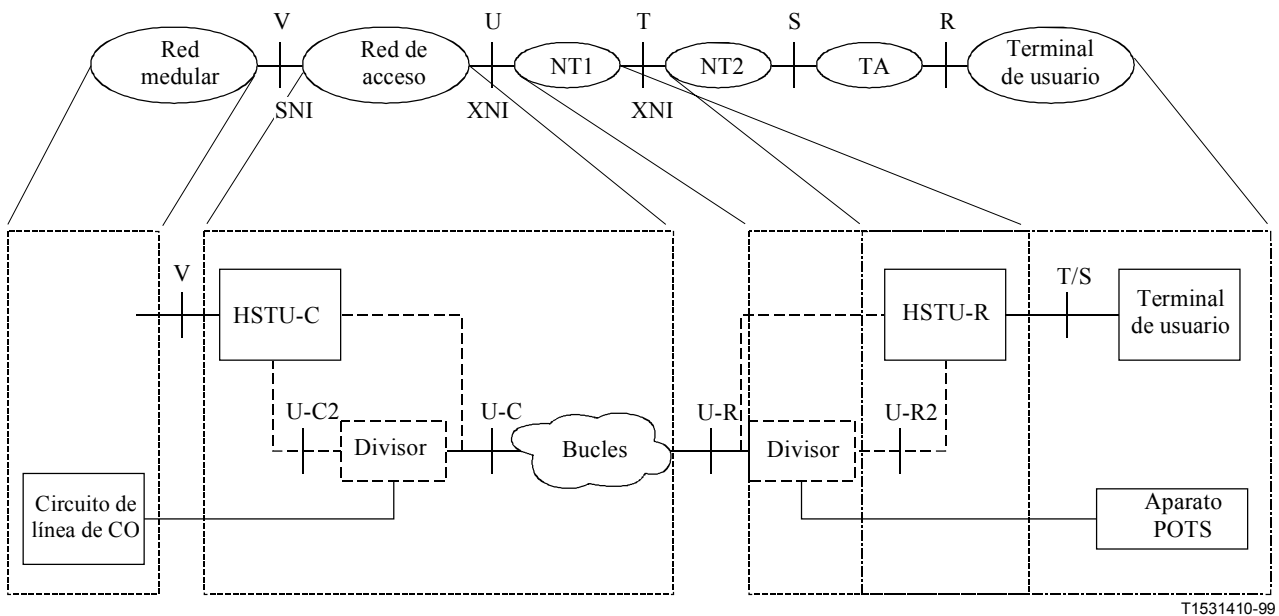 V
U
T
S
R
Red
medular
Red de
acceso
NT1
NT2
TA
Terminal
de usuario
SNI
XNI
XNI
V
HSTU-C
HSTU-R
T/S
Terminal
de usuario
U-C2
U-C
U-R
U-R2
Divisor
Bucles
Divisor
Circuito de
línea de CO
Aparato
POTS
T1531410-99